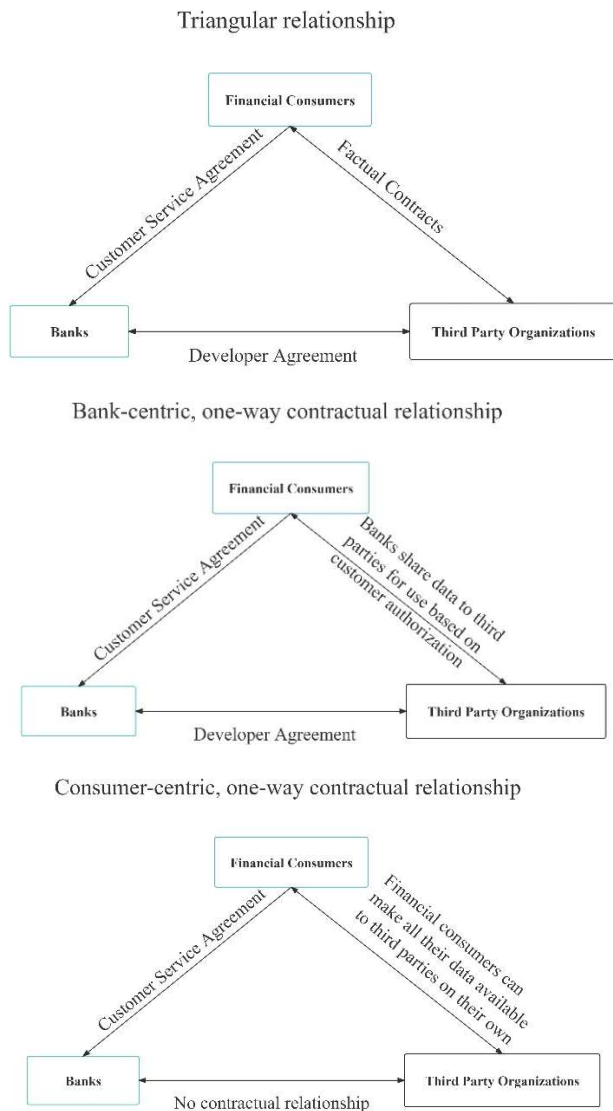 Triangular relationship
Financial Consumers
Customer Service Agreement
Factual Contracts
Banks
Third Party Organizations
Developer Agreement
Bank-centric, one-way contractual relationship
Financial Consumers
Customer Service Agreement
Banks share data to third
parties for use based on
customer authorization
Banks
Third Party Organizations
Developer Agreement
Consumer-centric, one-way contractual relationship
Financial Consumers
Customer Service Agreement
Financial consumers can
make all their data available
to third parties on their own
Banks
Third Party Organizations
No contractual relationship